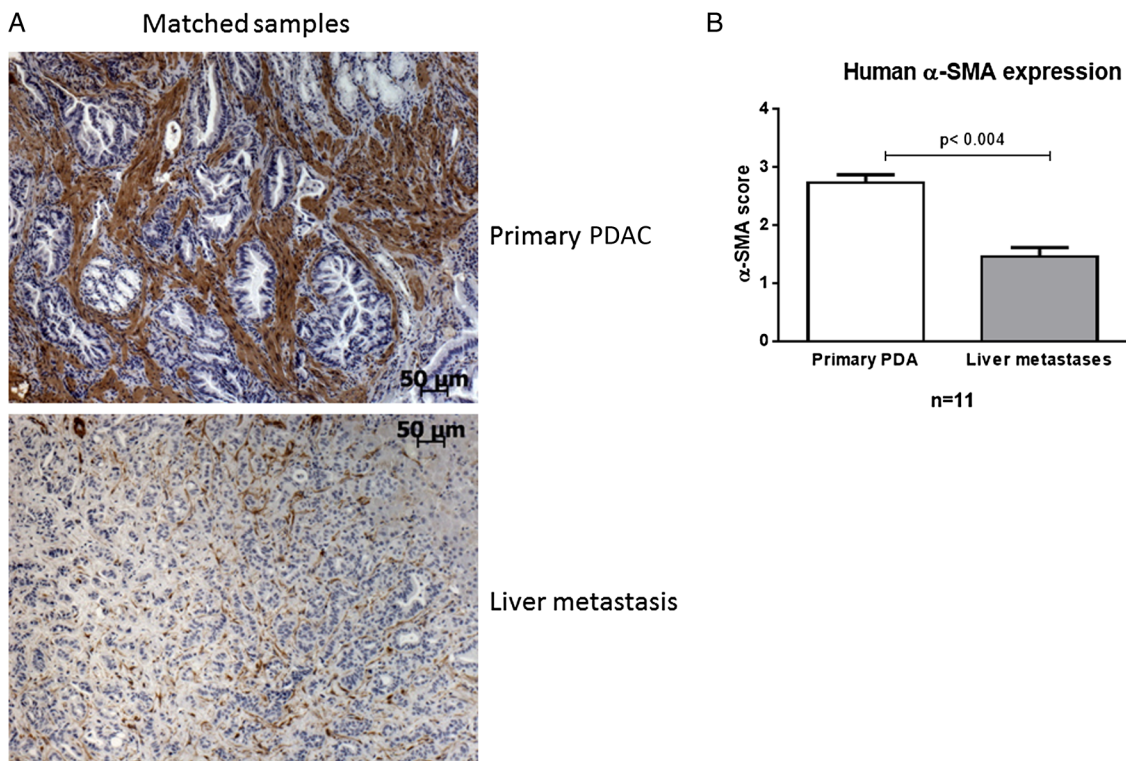 A
Matched samples
50 µm
Primary PDAC
50 µm
Liver metastasis
B
Human α-SMA expression
α-SMA score
4
3
2
1
0
p< 0.004
Primary PDA
Liver metastases
n=11